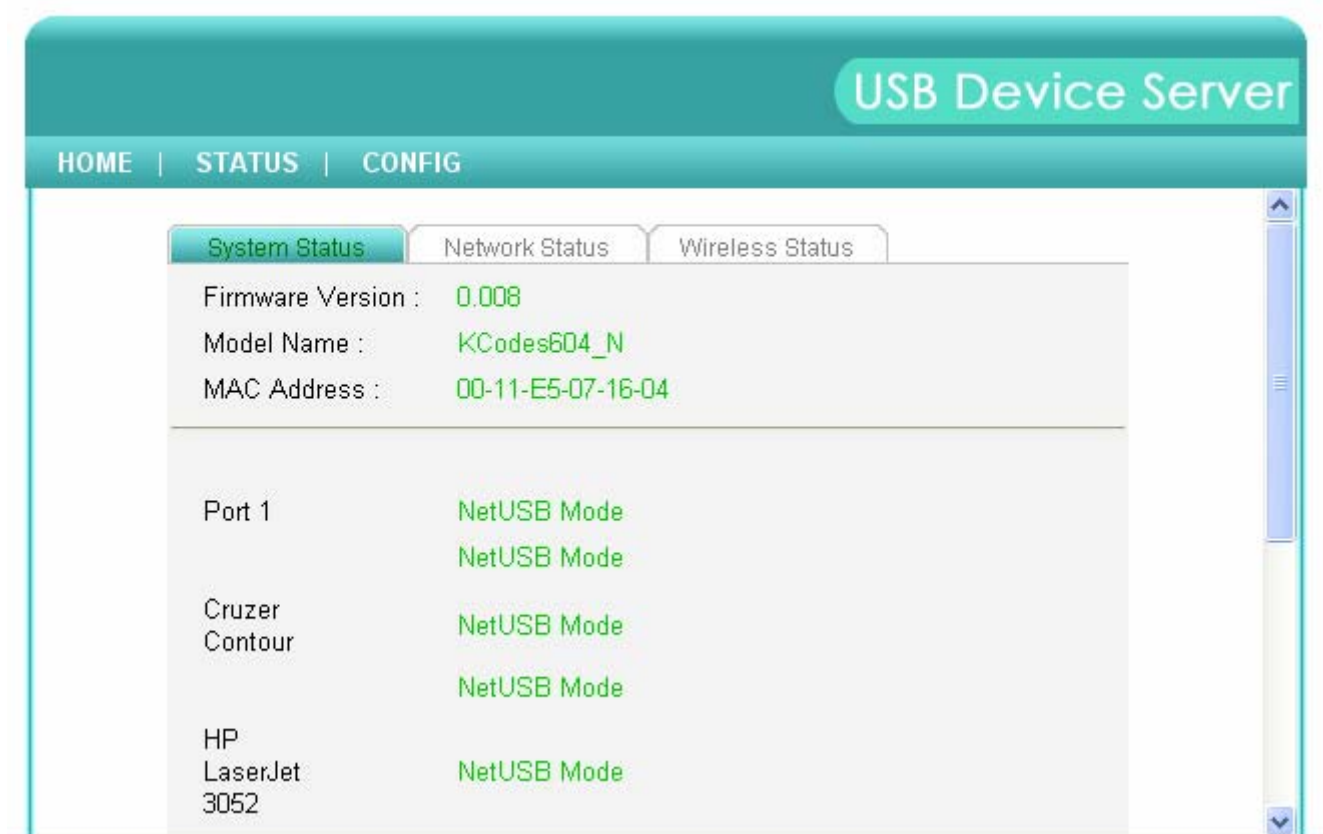 USB Device Server
HOME | STATUS | CONFIG
System Status Network Status Wireless Status
Firmware Version : 0.008
Model Name : KCodes604_N
MAC Address : 00-11-E5-07-16-04
Port 1 NetUSB Mode
NetUSB Mode
Cruzer
Contour
NetUSB Mode
NetUSB Mode
HP
LaserJet
3052
NetUSB Mode